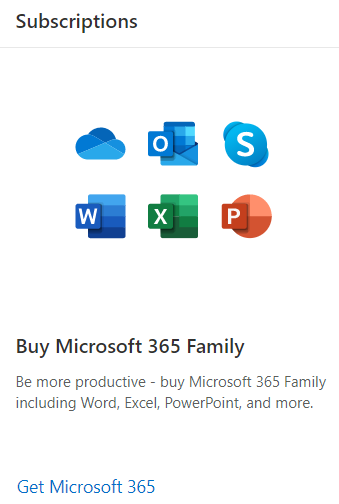 Subscriptions
O S
W X P
Buy Microsoft 365 Family
Be more productive - buy Microsoft 365 Family
including Word, Excel, PowerPoint, and more.
Get Microsoft 365